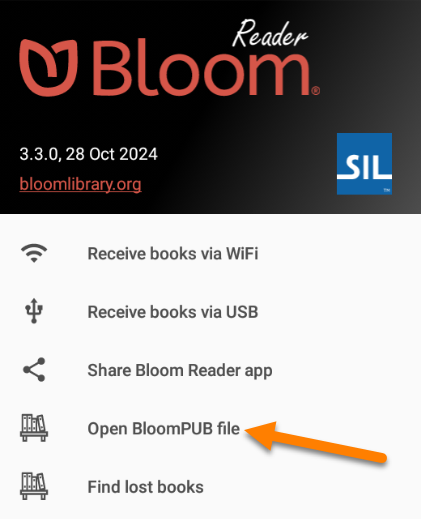 Reader
Bloom®
3.3.0, 28 Oct 2024
SIL
™
bloomlibrary.org
Receive books via WiFi
Receive books via USB
Share Bloom Reader app
Open BloomPUB file
Find lost books